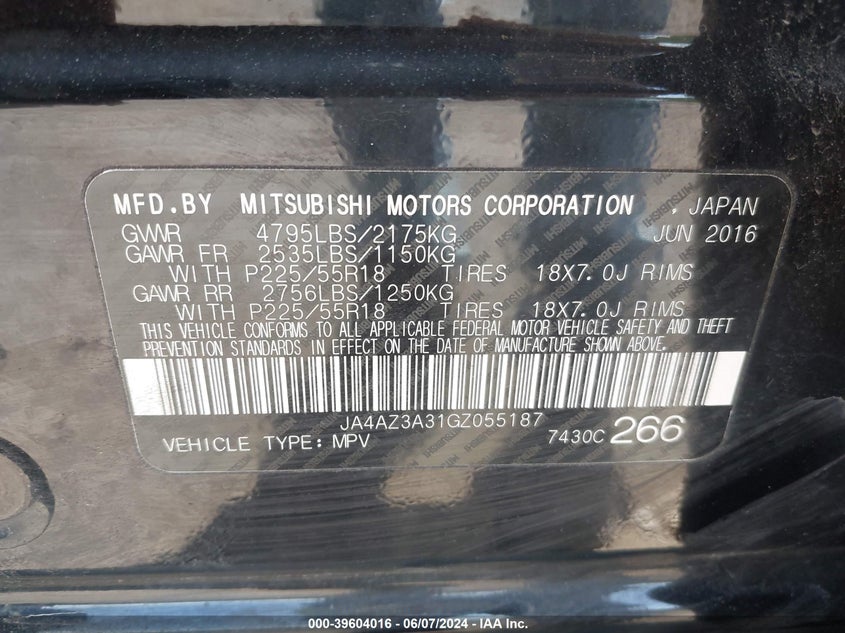 MFD.BY MITSUBISHI MOTORS CORPORATION , JAPAN
GVWR 4795LBS/2175KG JUN 2016
GAWR FR 2535LBS/1150KG
WITH P225/55R18 TIRES 18X7.0J RIMS
GAWR RR 2756LBS/1250KG
WITH P225/55R18 TIRES 18X7.0J RIMS
THIS VEHICLE CONFORMS TO ALL APPLICABLE FEDERAL MOTOR VEHICLE SAFETY AND THEFT
PREVENTION STANDARDS IN EFFECT ON THE DATE OF MANUFACTURE SHOWN ABOVE.
JA4AZ3A31GZ055187
VEHICLE TYPE: MPV 7430C 266
000-39604016 - 06/07/2024 - IAA Inc.